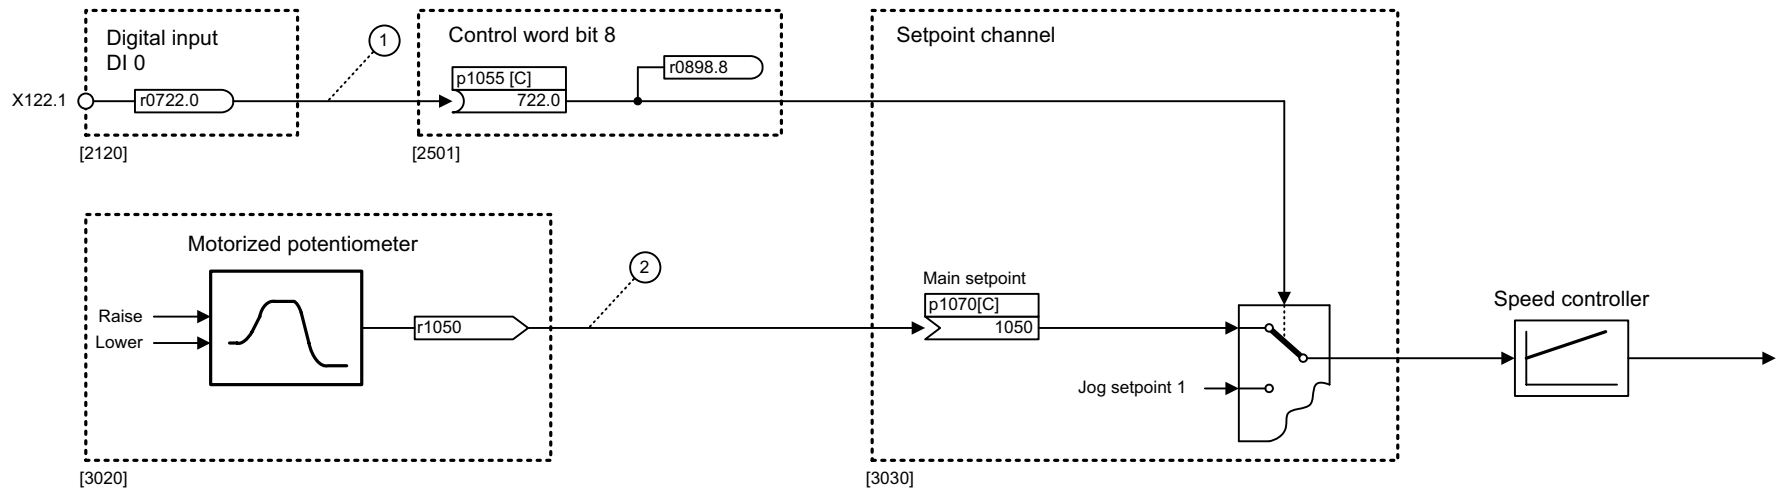 Digital input
DI 0
1
Control word bit 8
Setpoint channel
r0898.8
p1055 [C]
X122.1
r0722.0
722.0
[2120]
[2501]
Motorized potentiometer
2
Main setpoint
p1070[C]
Speed controller
Raise
r1050
1050
Lower
Jog setpoint 1
[3020]
[3030]